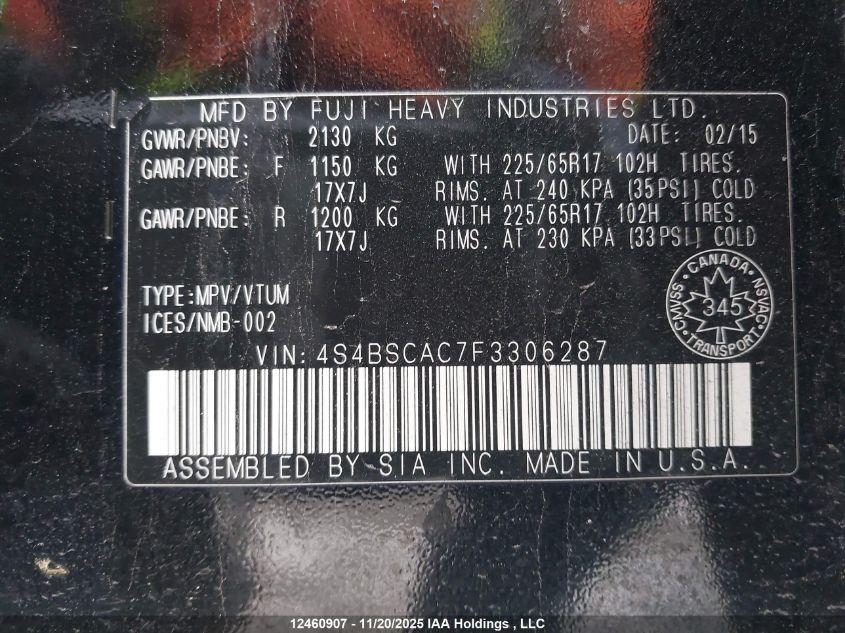 MFD BY FUJI HEAVY INDUSTRIES LTD.
GVWR/PNBV: 2130 KG DATE: 02/15
GAWR/PNBE: F 1150 KG WITH 225/65R17 102H TIRES.
17X7J RIMS. AT 240 KPA (35PSI) COLD
GAWR/PNBE: R 1200 KG WITH 225/65R17 102H TIRES.
17X7J RIMS. AT 230 KPA (33PSI) COLD
TYPE:MPV/VTUM
ICES/NMB-002
CANADA
CMVSS 345 NSVAC
TRANSPORT
VIN: 4S4BSCAC7F3306287
ASSEMBLED BY SIA INC. MADE IN U.S.A.
12460907 - 11/20/2025 IAA Holdings , LLC